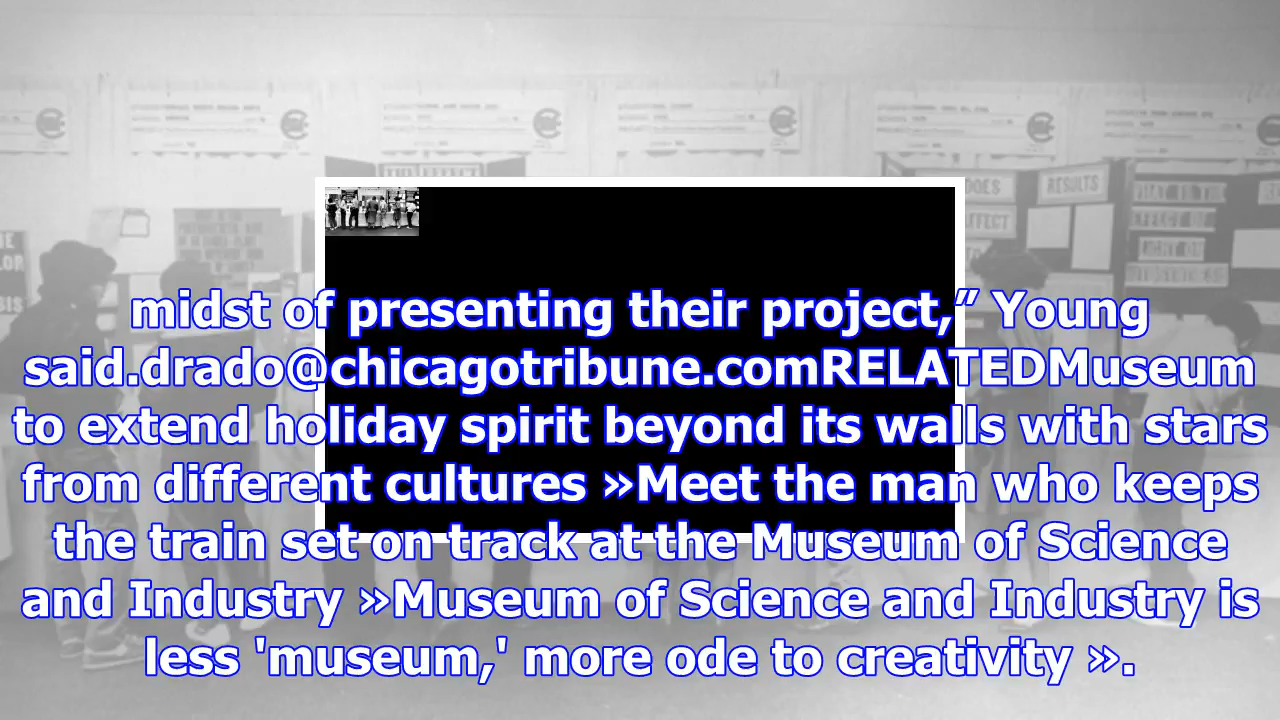 DOES
RESULTS
midst of presenting their project,” Young
said.drado@chicagotribune.comRELATEDMuseum
to extend holiday spirit beyond its walls with stars
from different cultures »Meet the man who keeps
the train set on track at the Museum of Science
and Industry »Museum of Science and Industry is
less 'museum,' more ode to creativity ».